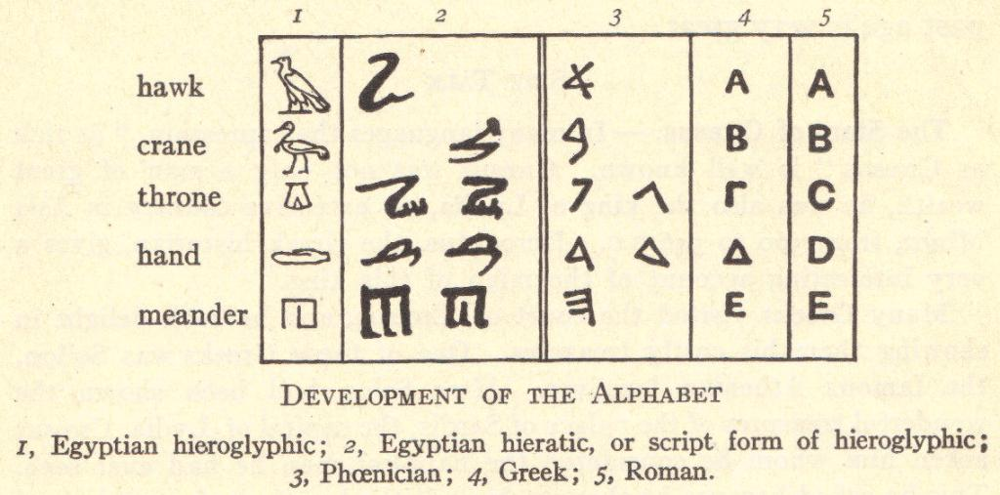 1 2 3 4 5
hawk 𐤀 A A
crane 𐤁 B B
throne 𐤂 Γ C
hand 𐤃 Δ D
meander 𐤄 E E
DEVELOPMENT OF THE ALPHABET
1, Egyptian hieroglyphic; 2, Egyptian hieratic, or script form of hieroglyphic;
3, Phœnician; 4, Greek; 5, Roman.